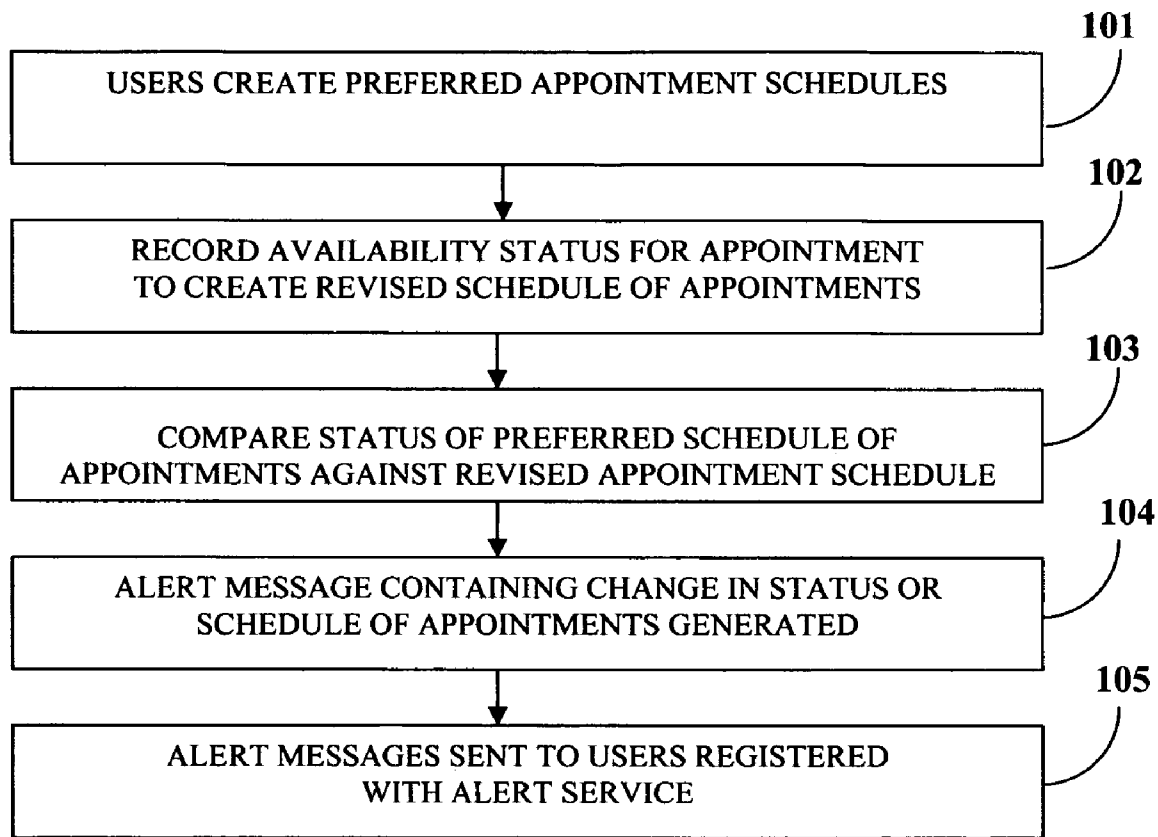 101
USERS CREATE PREFERRED APPOINTMENT SCHEDULES
102
RECORD AVAILABILITY STATUS FOR APPOINTMENT
TO CREATE REVISED SCHEDULE OF APPOINTMENTS
103
COMPARE STATUS OF PREFERRED SCHEDULE OF
APPOINTMENTS AGAINST REVISED APPOINTMENT SCHEDULE
104
ALERT MESSAGE CONTAINING CHANGE IN STATUS OR
SCHEDULE OF APPOINTMENTS GENERATED
105
ALERT MESSAGES SENT TO USERS REGISTERED
WITH ALERT SERVICE